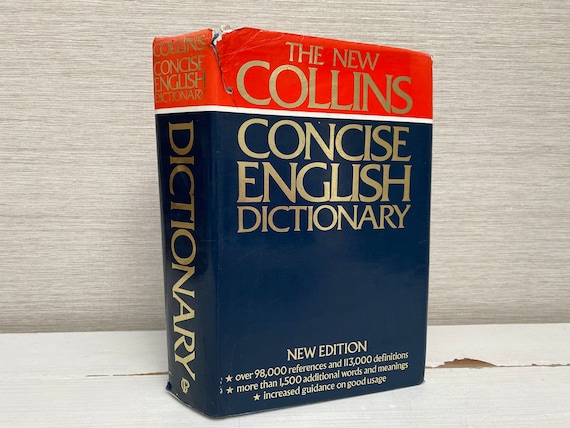 COLLINS
CONCISE
ENGLISH
DICTIONARY
DICTIONARY
THE NEW
COLLINS
CONCISE
ENGLISH
DICTIONARY
NEW EDITION
★ over 98,000 references and 113,000 definitions
★ more than 1,500 additional words and meanings
★ increased guidance on good usage